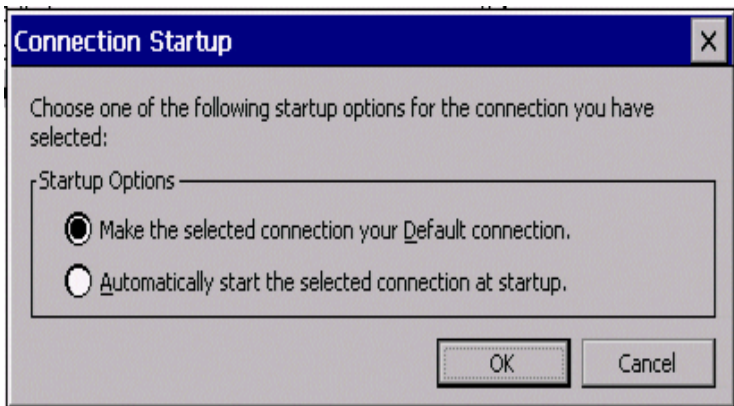 Connection Startup
Choose one of the following startup options for the connection you have
selected:
Startup Options
Make the selected connection your Default connection.
Automatically start the selected connection at startup.
OK Cancel